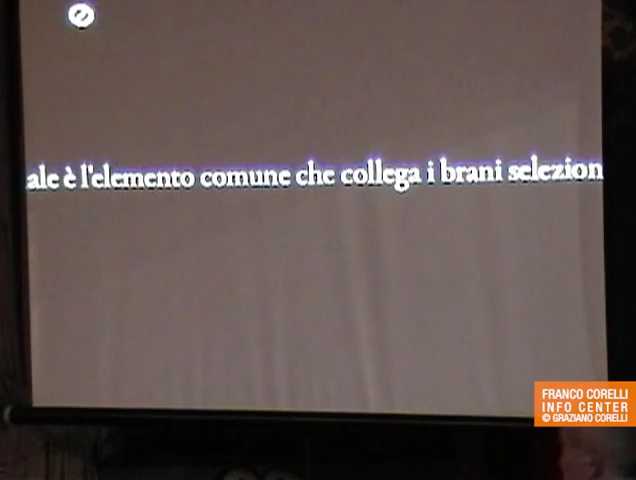 ale è l'elemento comune che collega i brani selezion
FRANCO CORELLI
INFO CENTER
© GRAZIANO CORELLI